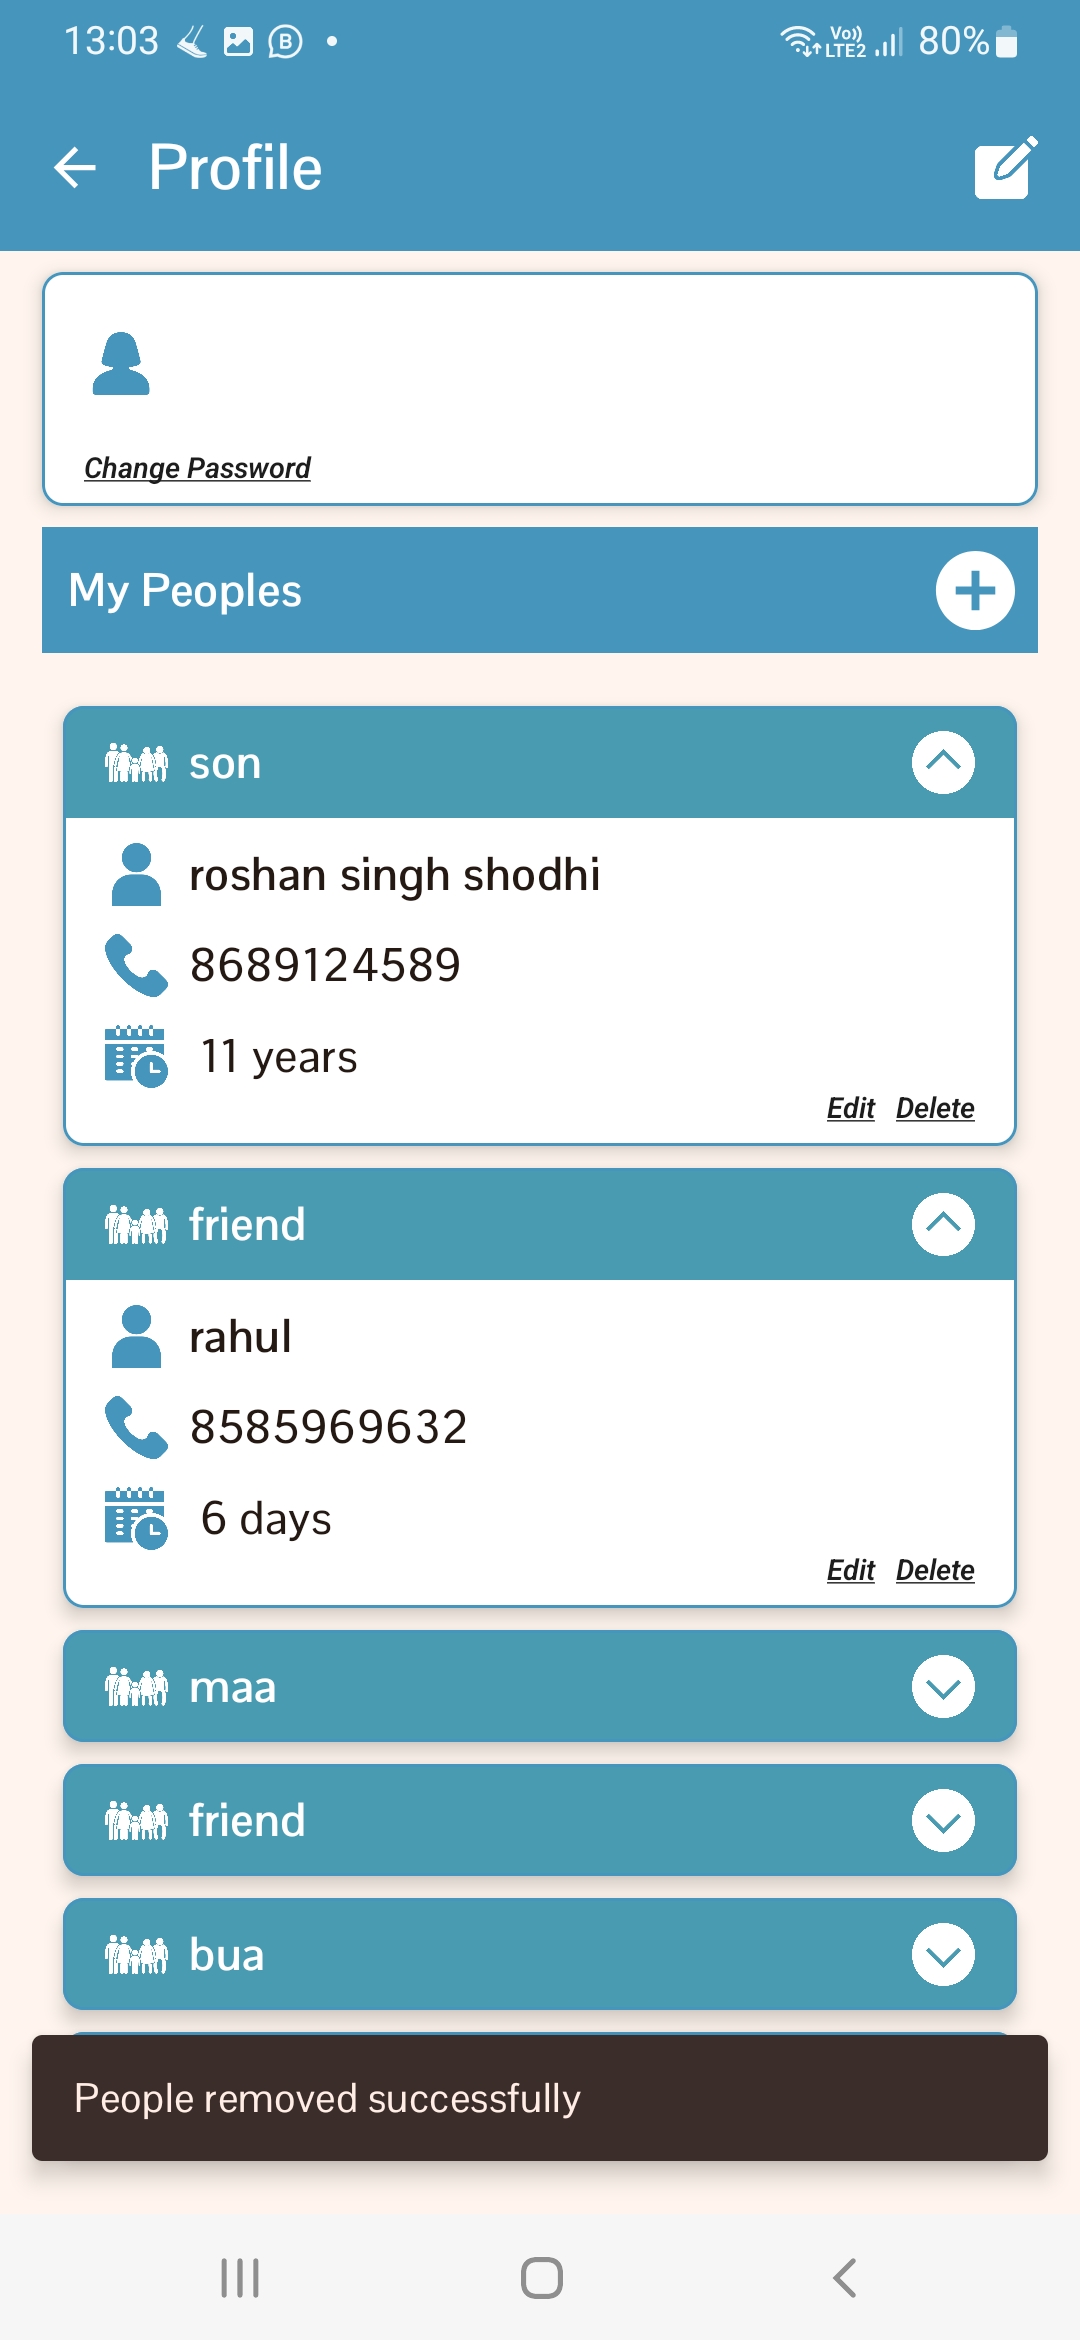 13:03 B Vo)) LTE2 80%
Profile
Change Password
My Peoples
son
roshan singh shodhi
8689124589
11 years
Edit Delete
friend
rahul
8585969632
6 days
Edit Delete
maa
friend
bua
People removed successfully